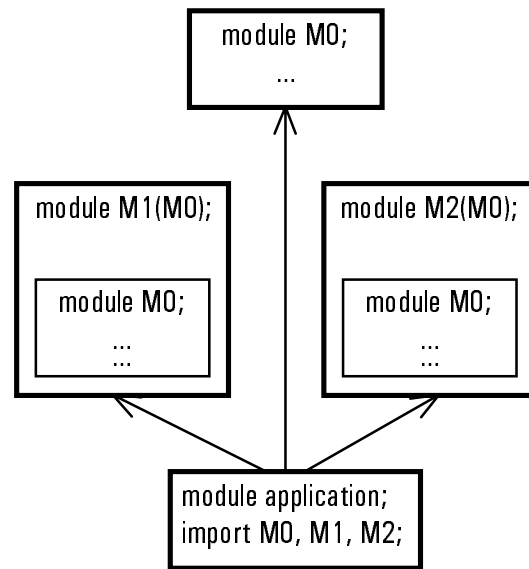 module M0;
...
module M1(M0);
module M0;
...
...
module M2(M0);
module M0;
...
...
module application;
import M0, M1, M2;